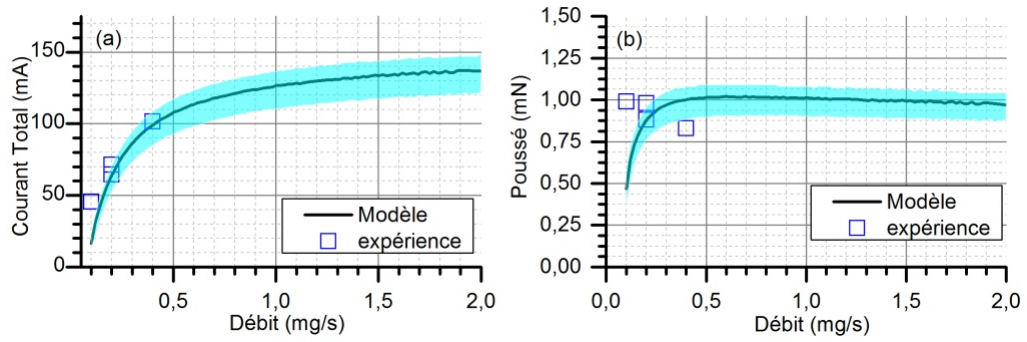 (a)
Courant Total (mA)
150
100
50
0
0,5
1,0
1,5
2,0
Débit (mg/s)
Modèle
expérience
(b)
Poussé (mN)
1,50
1,25
1,00
0,75
0,50
0,25
0,00
0,0
0,5
1,0
1,5
2,0
Débit (mg/s)
Modèle
expérience